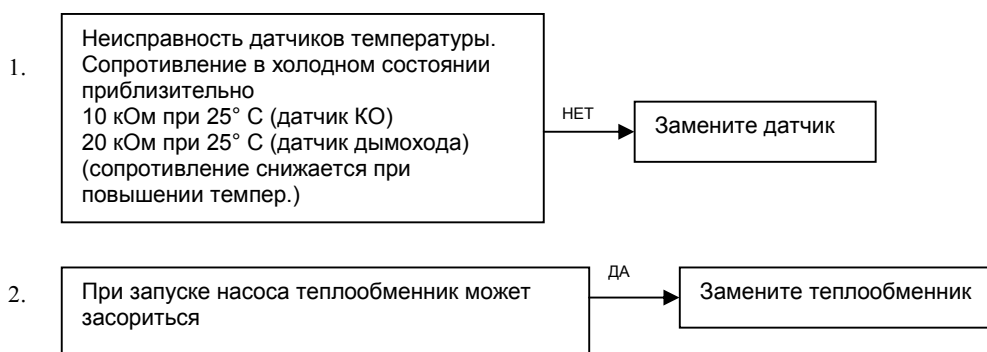 1.
Неисправность датчиков температуры.
Сопротивление в холодном состоянии
приблизительно
10 кОм при 25° С (датчик КО)
20 кОм при 25° С (датчик дымохода)
(сопротивление снижается при
повышении темпер.)
НЕТ
Замените датчик
2.
При запуске насоса теплообменник может
засориться
ДА
Замените теплообменник